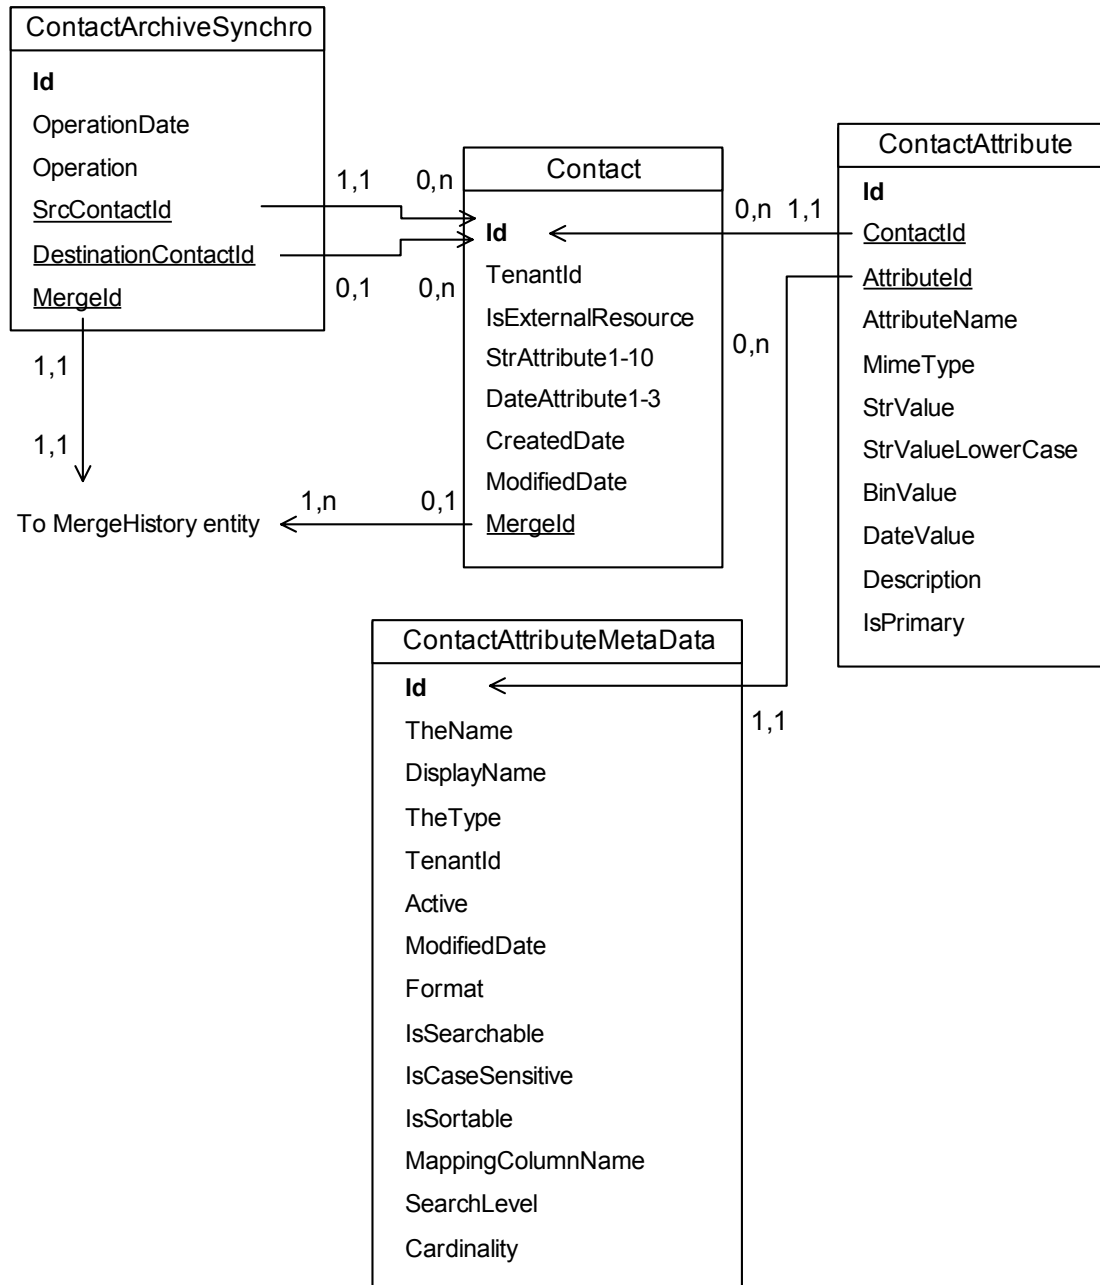 ContactArchiveSynchro
Id
OperationDate
Operation
SrcContactId
DestinationContactId
MergeId
1,1
0,n
0,1
0,n
1,1
1,1
To MergeHistory entity
1,n
0,1
Contact
Id
TenantId
IsExternalResource
StrAttribute1-10
DateAttribute1-3
CreatedDate
ModifiedDate
MergeId
0,n
1,1
0,n
ContactAttribute
Id
ContactId
AttributeId
AttributeName
MimeType
StrValue
StrValueLowerCase
BinValue
DateValue
Description
IsPrimary
ContactAttributeMetaData
Id
1,1
TheName
DisplayName
TheType
TenantId
Active
ModifiedDate
Format
IsSearchable
IsCaseSensitive
IsSortable
MappingColumnName
SearchLevel
Cardinality